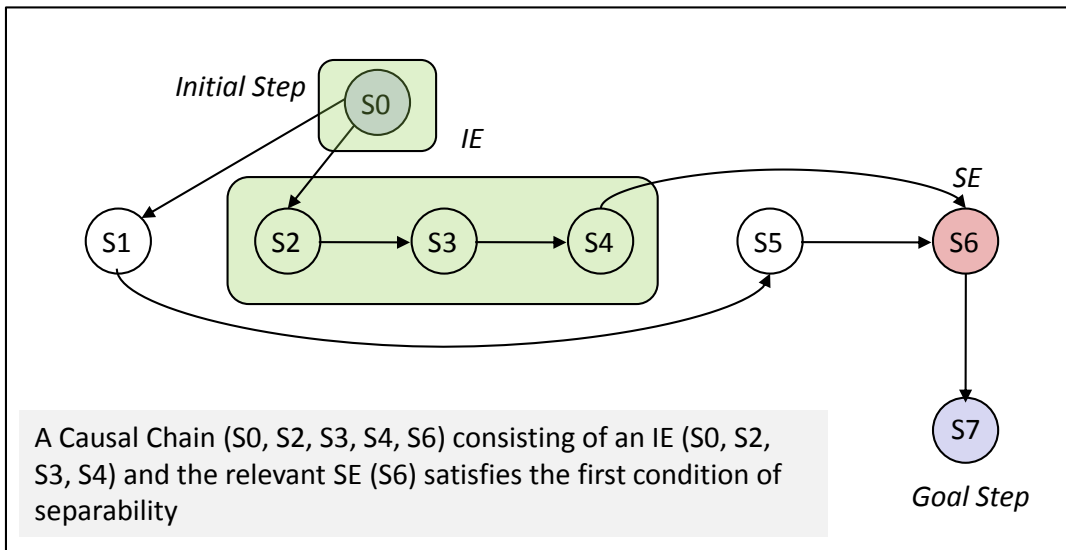 Initial Step
S0
IE
SE
S1
S2
S3
S4
S5
S6
S7
Goal Step
A Causal Chain (S0, S2, S3, S4, S6) consisting of an IE (S0, S2,
S3, S4) and the relevant SE (S6) satisfies the first condition of
separability